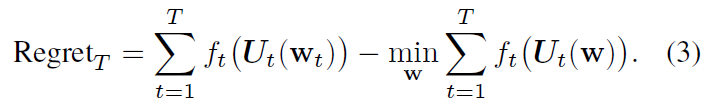 Regret_T = \sum_{t=1}^{T} f_t(U_t(w_t)) − \min_{w} \sum_{t=1}^{T} f_t(U_t(w)). (3)